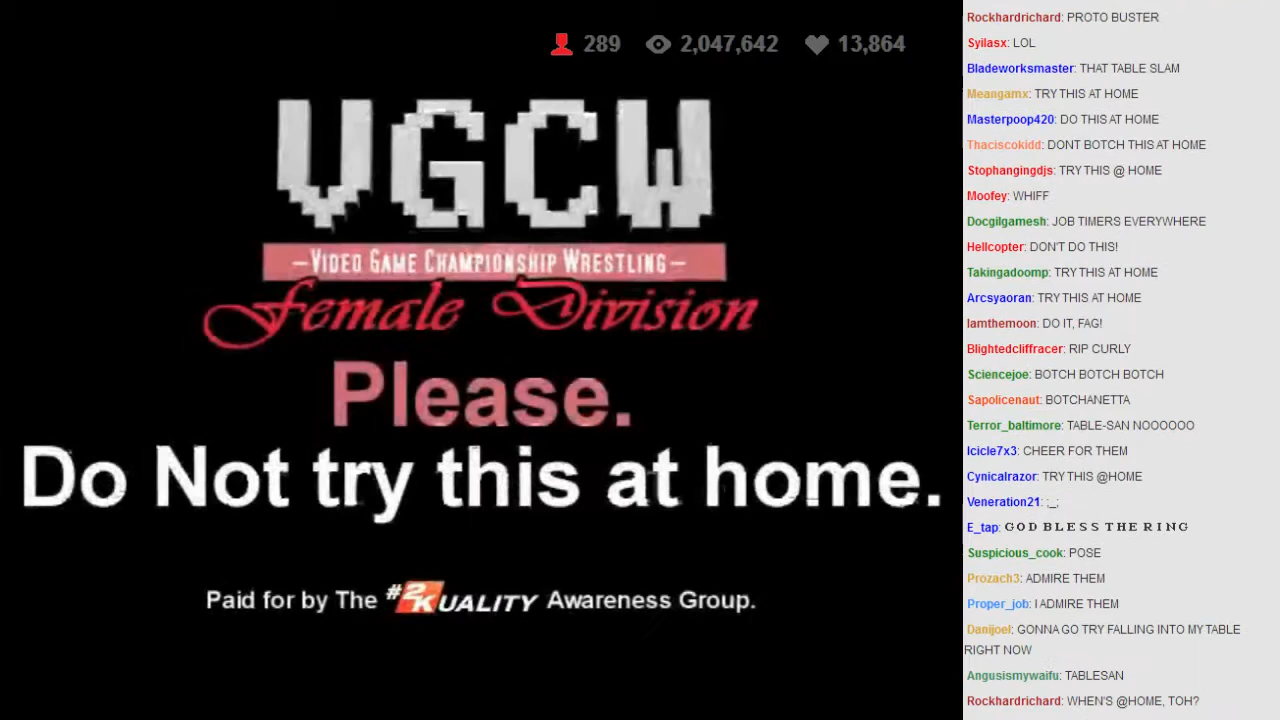 289 2,047,642 13,864
VGCW
–VIDEO GAME CHAMPIONSHIP WRESTLING–
Female Division
Please.
Do Not try this at home.
Paid for by The #2KUALITY Awareness Group.
Rockhardrichard: PROTO BUSTER
Syilasx: LOL
Bladeworksmaster: THAT TABLE SLAM
Meangamx: TRY THIS AT HOME
Masterpoop420: DO THIS AT HOME
Thaciscokidd: DONT BOTCH THIS AT HOME
Stophangingdjs: TRY THIS @ HOME
Moofey: WHIFF
Docgilgamesh: JOB TIMERS EVERYWHERE
Hellcopter: DON'T DO THIS!
Takingadoomp: TRY THIS AT HOME
Arcsyaoran: TRY THIS AT HOME
Iamthemoon: DO IT, FAG!
Blightedcliffracer: RIP CURLY
Sciencejoe: BOTCH BOTCH BOTCH
Sapolicenaut: BOTCHANETTA
Terror_baltimore: TABLE-SAN NOOOOOO
Icicle7x3: CHEER FOR THEM
Cynicalrazor: TRY THIS @HOME
Veneration21: ;_;
E_tap: GOD BLESS THE RING
Suspicious_cook: POSE
Prozach3: ADMIRE THEM
Proper_job: I ADMIRE THEM
Danijoel: GONNA GO TRY FALLING INTO MY TABLE
RIGHT NOW
Angusismywaifu: TABLESAN
Rockhardrichard: WHEN'S @HOME, TOH?